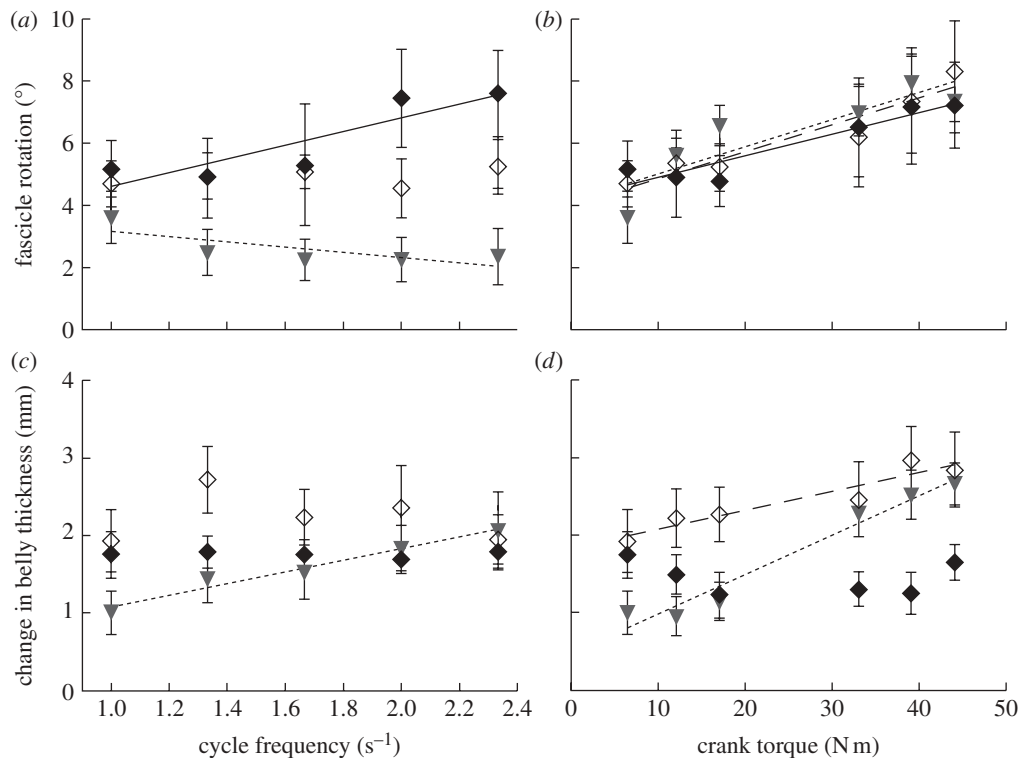 (a)
(b)
10
8
6
4
2
0
fascicle rotation (°)
(c)
(d)
4
3
2
1
0
change in belly thickness (mm)
1.0 1.2 1.4 1.6 1.8 2.0 2.2 2.4
cycle frequency (s–1)
0 10 20 30 40 50
crank torque (N m)